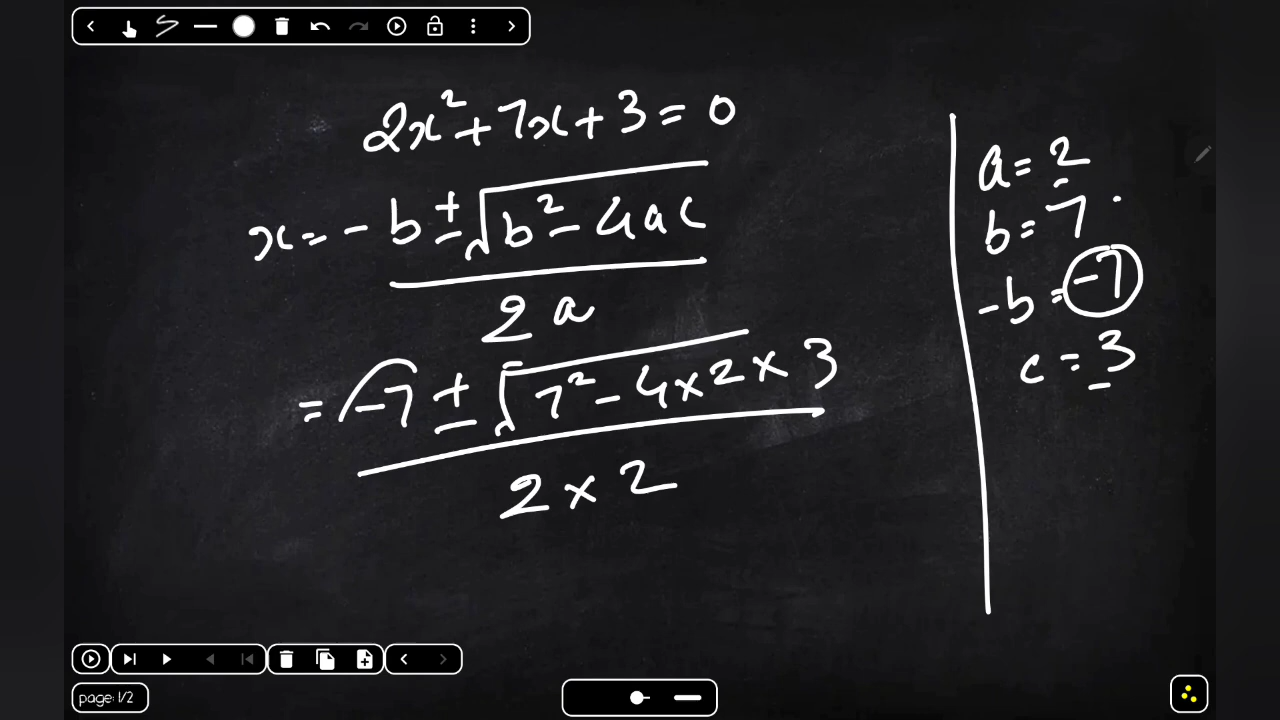 2x² + 7x + 3 = 0
x = - b ± √b² - 4ac
2a
= -7 ± √7² - 4 x 2 x 3
2 x 2
a = 2
b = 7
-b = -7
c = 3
page: 1/2